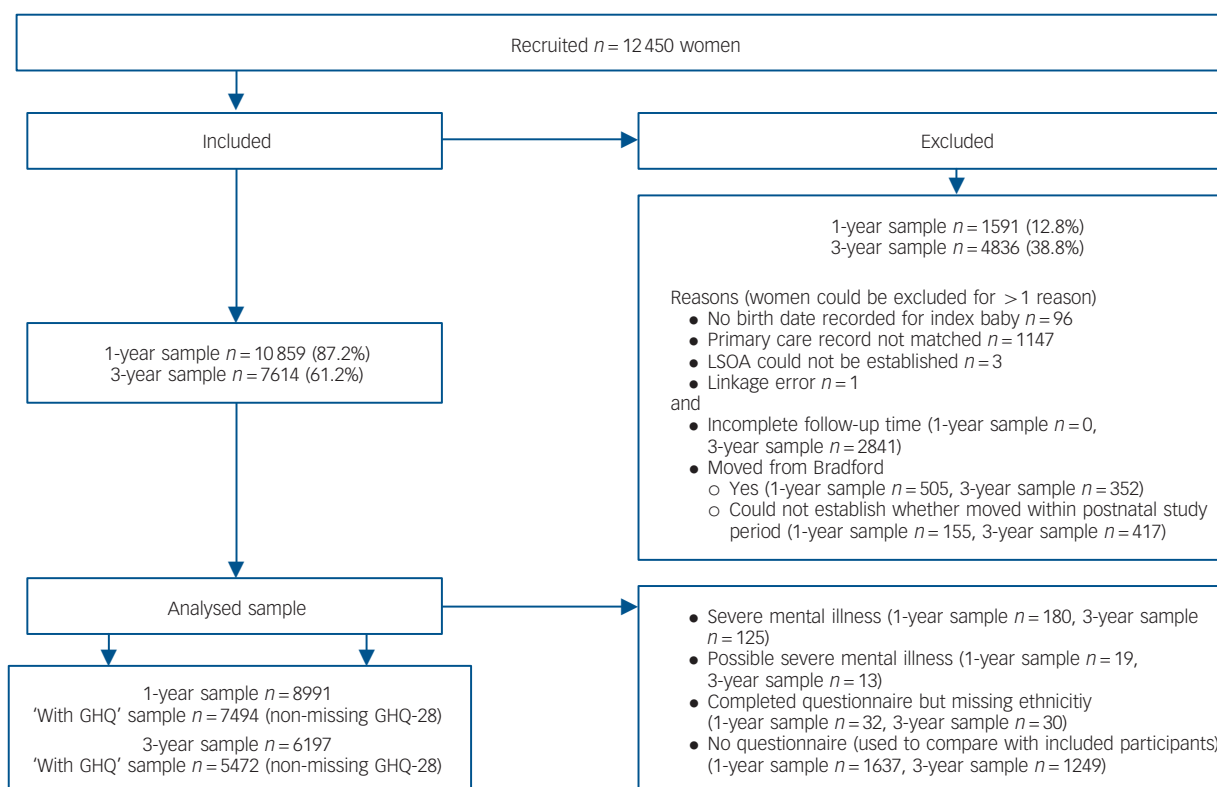 Recruited n = 12 450 women
Included
Excluded
1-year sample n = 1591 (12.8%)
3-year sample n = 4836 (38.8%)
Reasons (women could be excluded for >1 reason)
● No birth date recorded for index baby n = 96
● Primary care record not matched n = 1147
● LSOA could not be established n = 3
● Linkage error n = 1
and
● Incomplete follow-up time (1-year sample n = 0,
3-year sample n = 2841)
● Moved from Bradford
○ Yes (1-year sample n = 505, 3-year sample n = 352)
○ Could not establish whether moved within postnatal study
period (1-year sample n = 155, 3-year sample n = 417)
1-year sample n = 10 859 (87.2%)
3-year sample n = 7614 (61.2%)
Analysed sample
● Severe mental illness (1-year sample n = 180, 3-year sample
n = 125)
● Possible severe mental illness (1-year sample n = 19,
3-year sample n = 13)
● Completed questionnaire but missing ethnicitiy
(1-year sample n = 32, 3-year sample n = 30)
● No questionnaire (used to compare with included participants)
(1-year sample n = 1637, 3-year sample n = 1249)
1-year sample n = 8991
'With GHQ' sample n = 7494 (non-missing GHQ-28)
3-year sample n = 6197
'With GHQ' sample n = 5472 (non-missing GHQ-28)